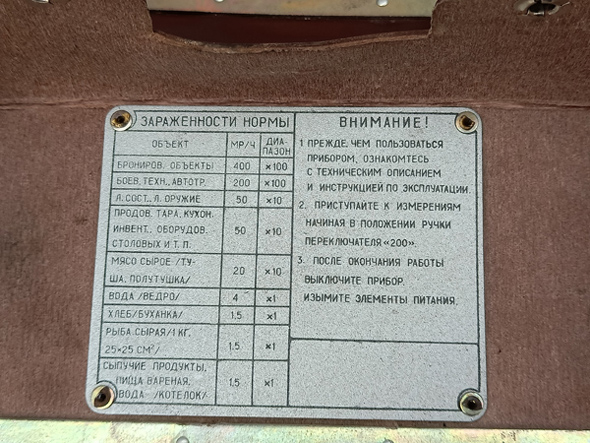 ЗАРАЖЕННОСТИ НОРМЫ
ОБЪЕКТ МР/Ч ДИА-
ПАЗОН
БРОНИРОВ. ОБЪЕКТЫ 400 ×100
БОЕВ. ТЕХН., АВТОТР. 200 ×100
Л. СОСТ., Л. ОРУЖИЕ 50 ×10
ПРОДОВ. ТАРА, КУХОН.
ИНВЕНТ., ОБОРУДОВ. 50 ×10
СТОЛОВЫХ И Т. П.
МЯСО СЫРОЕ /ТУ-
ША, ПОЛУТУШКА/ 20 ×10
ВОДА /ВЕДРО/ 4 ×1
ХЛЕБ/БУХАНКА/ 1.5 ×1
РЫБА СЫРАЯ/1 КГ.
25×25 СМ²/ 1.5 ×1
СЫПУЧИЕ ПРОДУКТЫ,
ПИЩА ВАРЕНАЯ, 1.5 ×1
ВОДА /КОТЕЛОК/
ВНИМАНИЕ!
1 ПРЕЖДЕ, ЧЕМ ПОЛЬЗОВАТЬСЯ
ПРИБОРОМ, ОЗНАКОМТЕСЬ
С ТЕХНИЧЕСКИМ ОПИСАНИЕМ
И ИНСТРУКЦИЕЙ ПО ЭКСПЛУАТАЦИИ.
2. ПРИСТУПАЙТЕ К ИЗМЕРЕНИЯМ
НАЧИНАЯ В ПОЛОЖЕНИИ РУЧКИ
ПЕРЕКЛЮЧАТЕЛЯ «200».
3. ПОСЛЕ ОКОНЧАНИЯ РАБОТЫ
ВЫКЛЮЧИТЕ ПРИБОР.
ИЗЫМИТЕ ЭЛЕМЕНТЫ ПИТАНИЯ.